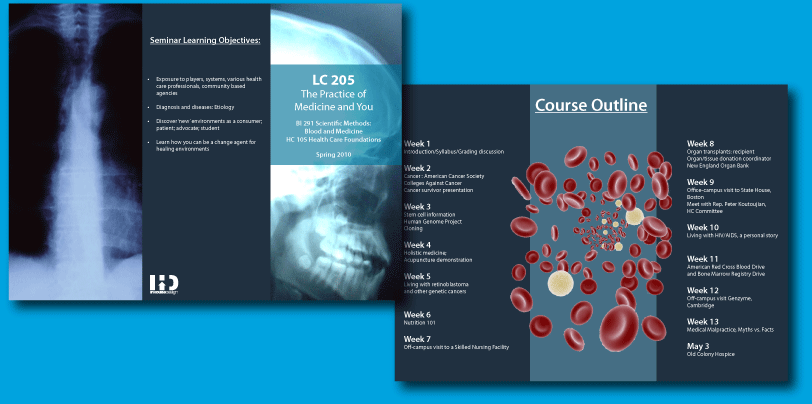 Seminar Learning Objectives:
• Exposure to players, systems, various health
care professionals, community based
agencies
• Diagnosis and diseases: Etiology
• Discover 'new' environments as a consumer;
patient; advocate; student
• Learn how you can be a change agent for
healing environments
LC 205
The Practice of
Medicine and You
BI 291 Scientific Methods:
Blood and Medicine
HC 105 Health Care Foundations
Spring 2010
Course Outline
Week 1
Introduction/Syllabus/Grading discussion
Week 2
Cancer: American Cancer Society
Colleges Against Cancer
Cancer survivor presentation
Week 3
Stem cell information
Human Genome Project
Cloning
Week 4
Holistic medicine;
Acupuncture demonstration
Week 5
Living with retinoblastoma
and other genetic cancers
Week 6
Nutrition 101
Week 7
Off-campus visit to a Skilled Nursing Facility
Week 8
Organ transplants: recipient
Organ/tissue donation coordinator
New England Organ Bank
Week 9
Office-campus visit to State House,
Boston
Meet with Rep. Peter Koutoujian,
HC Committee
Week 10
Living with HIV/AIDS, a personal story
Week 11
American Red Cross Blood Drive
and Bone Marrow Registry Drive
Week 12
Off-campus visit Genzyme,
Cambridge
Week 13
Medical Malpractice, Myths vs. Facts
May 3
Old Colony Hospice